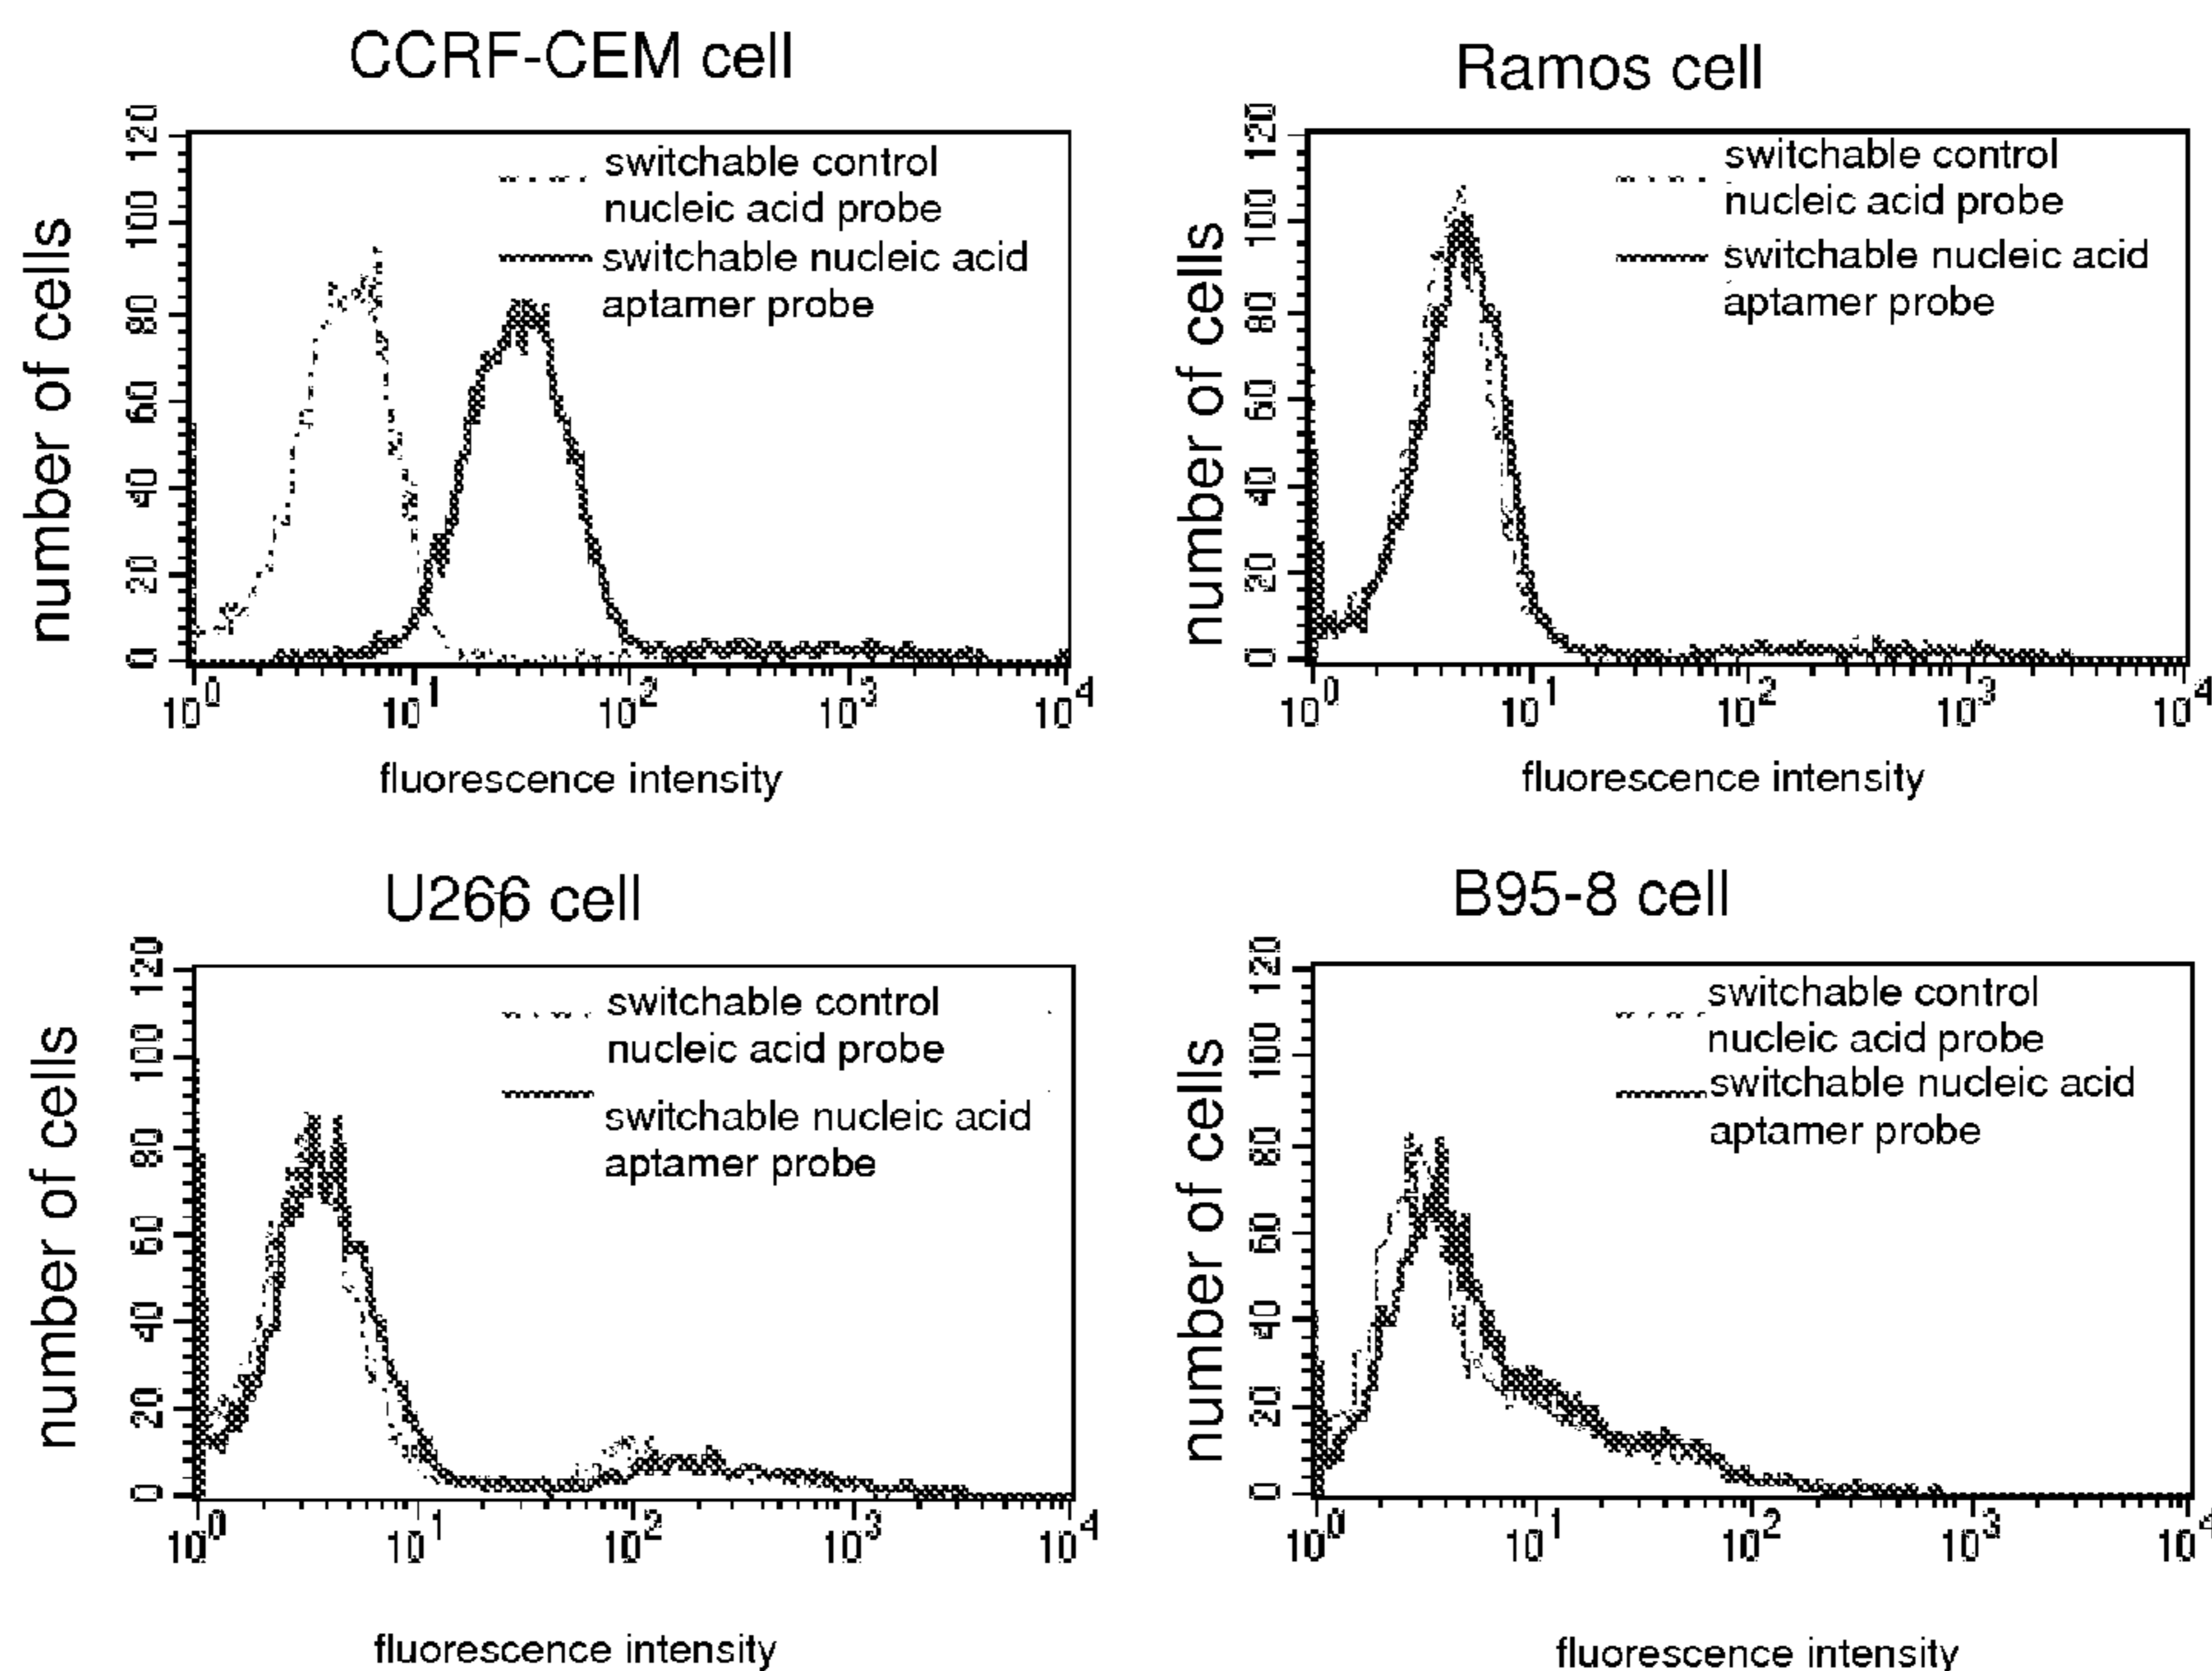 CCRF-CEM cell
number of cells
120
100
80
60
40
20
0
switchable control
nucleic acid probe
switchable nucleic acid
aptamer probe
10^0 10^1 10^2 10^3 10^4
fluorescence intensity
Ramos cell
number of cells
120
100
80
60
40
20
0
switchable control
nucleic acid probe
switchable nucleic acid
aptamer probe
10^0 10^1 10^2 10^3 10^4
fluorescence intensity
U266 cell
number of cells
120
100
80
60
40
20
0
switchable control
nucleic acid probe
switchable nucleic acid
aptamer probe
10^0 10^1 10^2 10^3 10^4
fluorescence intensity
B95-8 cell
number of cells
120
100
80
60
40
20
0
switchable control
nucleic acid probe
switchable nucleic acid
aptamer probe
10^0 10^1 10^2 10^3 10^4
fluorescence intensity